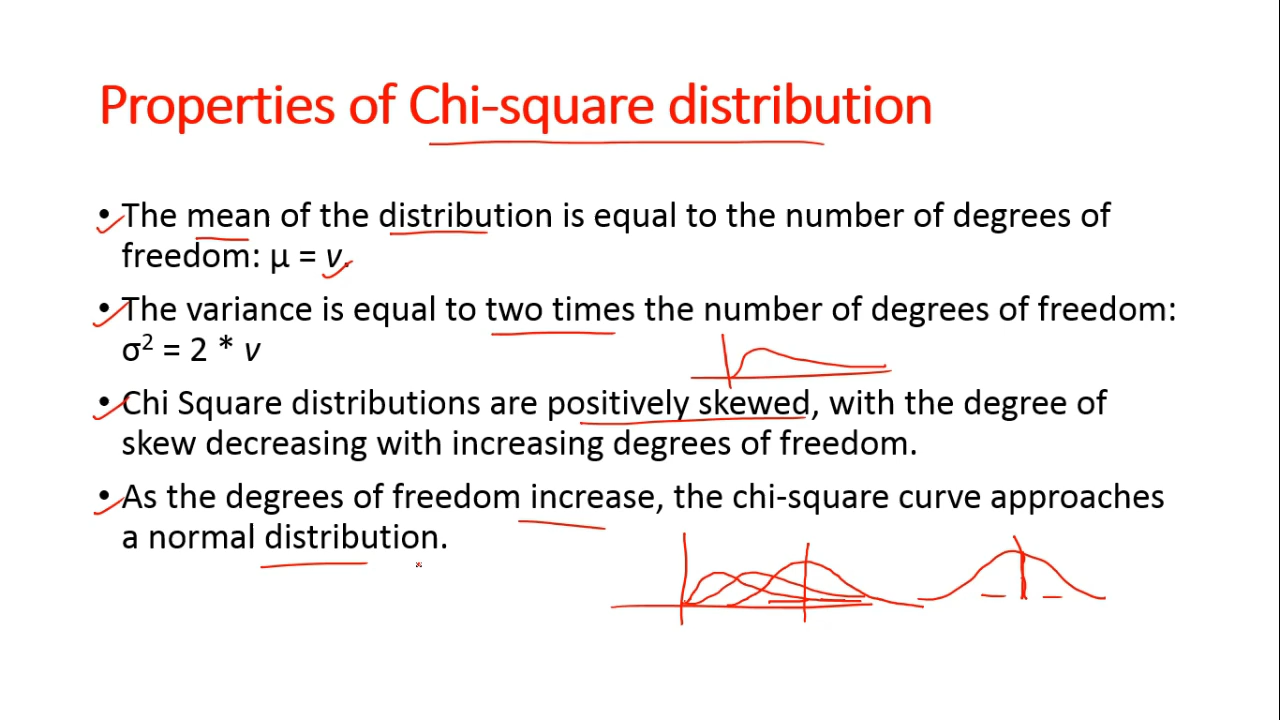 Properties of Chi-square distribution
• The mean of the distribution is equal to the number of degrees of
freedom: μ = v.
• The variance is equal to two times the number of degrees of freedom:
σ² = 2 * v
• Chi Square distributions are positively skewed, with the degree of
skew decreasing with increasing degrees of freedom.
• As the degrees of freedom increase, the chi-square curve approaches
a normal distribution.